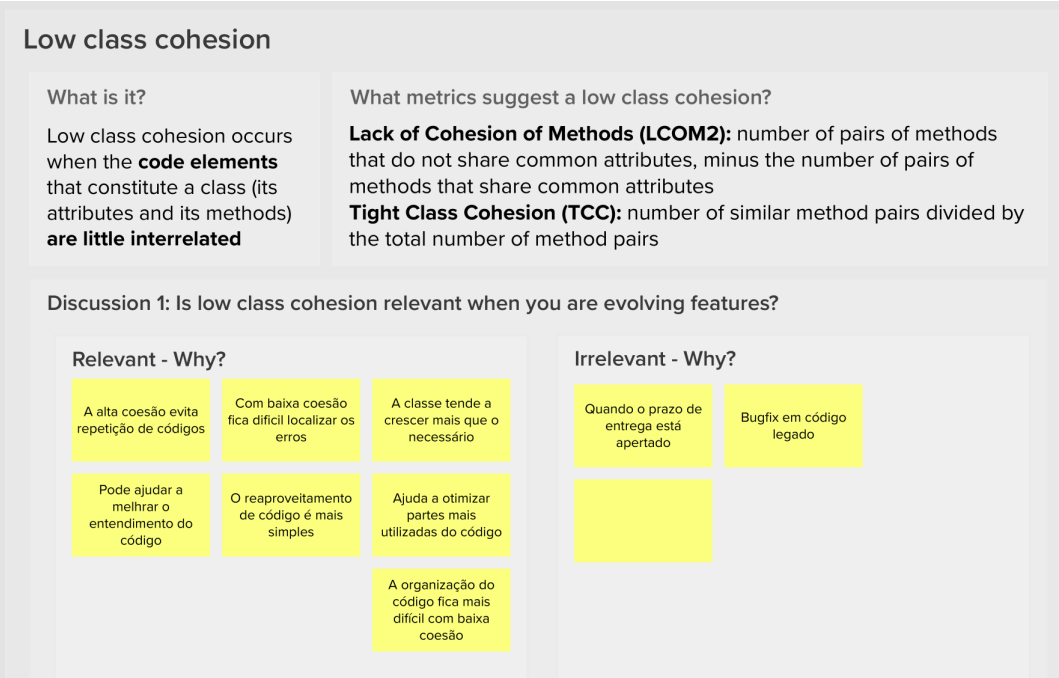 Low class cohesion
What is it?
Low class cohesion occurs
when the code elements
that constitute a class (its
attributes and its methods)
are little interrelated
What metrics suggest a low class cohesion?
Lack of Cohesion of Methods (LCOM2): number of pairs of methods
that do not share common attributes, minus the number of pairs of
methods that share common attributes
Tight Class Cohesion (TCC): number of similar method pairs divided by
the total number of method pairs
Discussion 1: Is low class cohesion relevant when you are evolving features?
Relevant - Why?
A alta coesão evita
repetição de códigos
Com baixa coesão
fica dificil localizar os
erros
A classe tende a
crescer mais que o
necessário
Pode ajudar a
melhrar o
entendimento do
código
O reaproveitamento
de código é mais
simples
Ajuda a otimizar
partes mais
utilizadas do código
A organização do
código fica mais
difícil com baixa
coesão
Irrelevant - Why?
Quando o prazo de
entrega está
apertado
Bugfix em código
legado